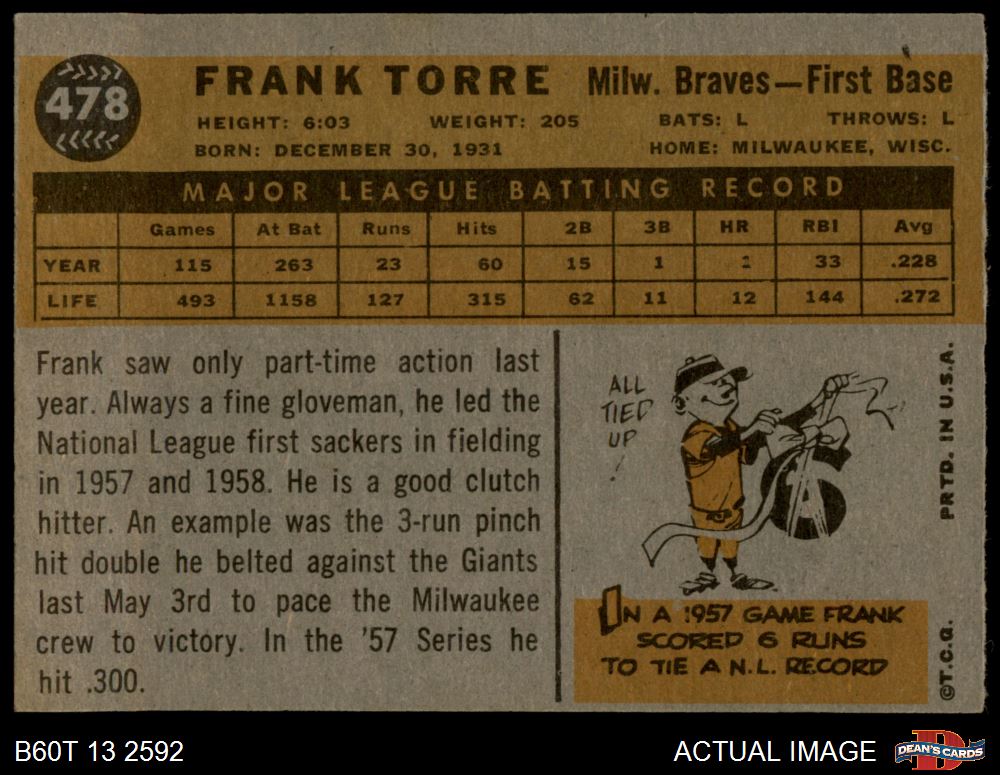 478
FRANK TORRE Milw. Braves—First Base
HEIGHT: 6:03 WEIGHT: 205 BATS: L THROWS: L
BORN: DECEMBER 30, 1931 HOME: MILWAUKEE, WISC.
MAJOR LEAGUE BATTING RECORD
Games At Bat Runs Hits 2B 3B HR RBI Avg
YEAR 115 263 23 60 15 1 33 .228
LIFE 493 1158 127 315 62 11 12 144 .272
Frank saw only part-time action last
year. Always a fine gloveman, he led the
National League first sackers in fielding
in 1957 and 1958. He is a good clutch
hitter. An example was the 3-run pinch
hit double he belted against the Giants
last May 3rd to pace the Milwaukee
crew to victory. In the '57 Series he
hit .300.
ALL
TIED
UP
!
IN A 1957 GAME FRANK
SCORED 6 RUNS
TO TIE A N.L. RECORD
©T.C.G. PRTD. IN U.S.A.
B60T 13 2592 ACTUAL IMAGE
DEAN'S CARDS